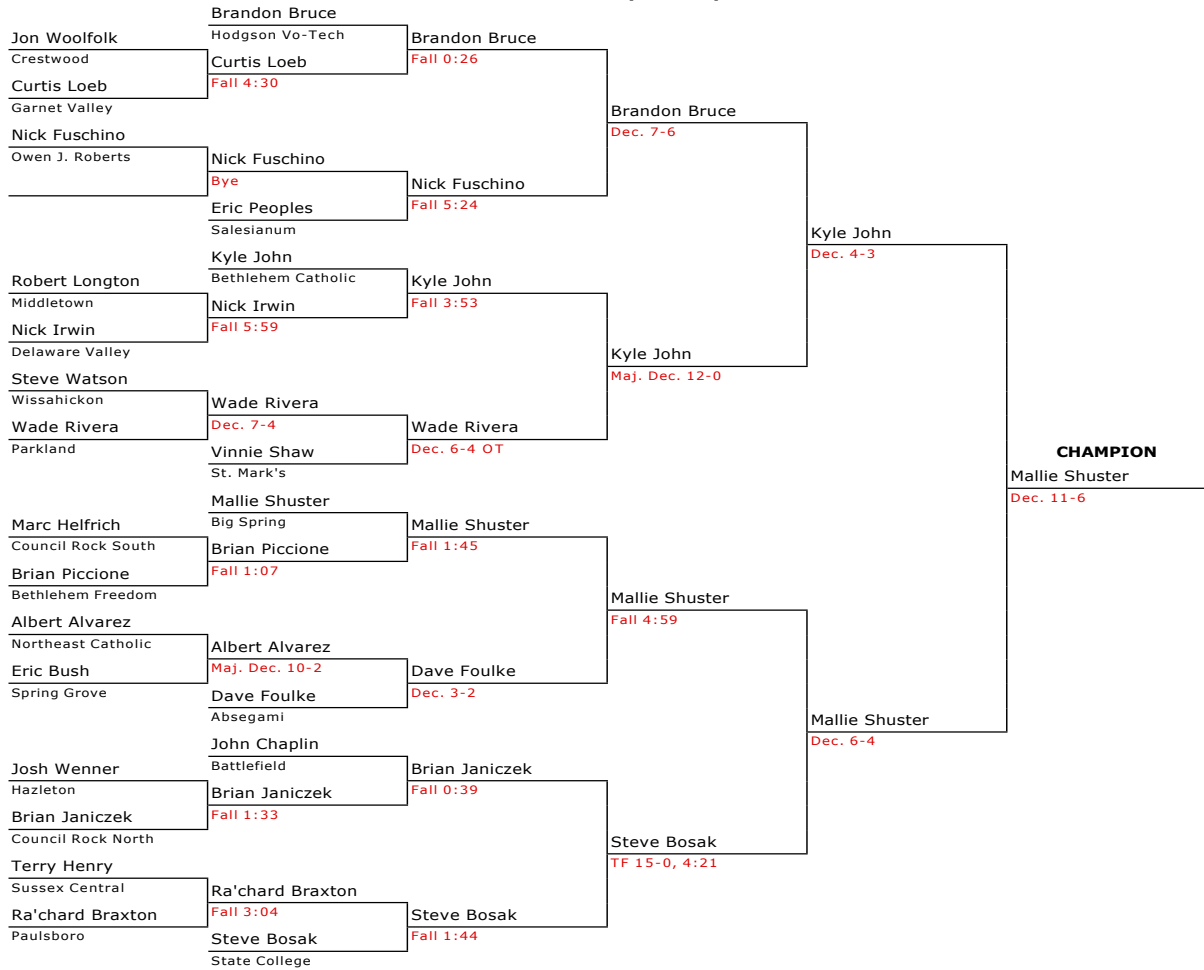 Brandon Bruce
Jon Woolfolk
Hodgson Vo-Tech
Brandon Bruce
Crestwood
Curtis Loeb
Fall 0:26
Curtis Loeb
Fall 4:30
Garnet Valley
Brandon Bruce
Nick Fuschino
Dec. 7-6
Owen J. Roberts
Nick Fuschino
Bye
Nick Fuschino
Eric Peoples
Fall 5:24
Salesianum
Kyle John
Kyle John
Dec. 4-3
Robert Longton
Bethlehem Catholic
Kyle John
Middletown
Nick Irwin
Fall 3:53
Nick Irwin
Fall 5:59
Delaware Valley
Kyle John
Steve Watson
Maj. Dec. 12-0
Wissahickon
Wade Rivera
Wade Rivera
Dec. 7-4
Wade Rivera
Parkland
Vinnie Shaw
Dec. 6-4 OT
CHAMPION
St. Mark's
Mallie Shuster
Mallie Shuster
Dec. 11-6
Marc Helfrich
Big Spring
Mallie Shuster
Council Rock South
Brian Piccione
Fall 1:45
Brian Piccione
Fall 1:07
Bethlehem Freedom
Mallie Shuster
Albert Alvarez
Fall 4:59
Northeast Catholic
Albert Alvarez
Eric Bush
Maj. Dec. 10-2
Dave Foulke
Spring Grove
Dave Foulke
Dec. 3-2
Absegami
Mallie Shuster
John Chaplin
Dec. 6-4
Josh Wenner
Battlefield
Brian Janiczek
Hazleton
Brian Janiczek
Fall 0:39
Brian Janiczek
Fall 1:33
Council Rock North
Steve Bosak
Terry Henry
TF 15-0, 4:21
Sussex Central
Ra'chard Braxton
Ra'chard Braxton
Fall 3:04
Steve Bosak
Paulsboro
Steve Bosak
Fall 1:44
State College